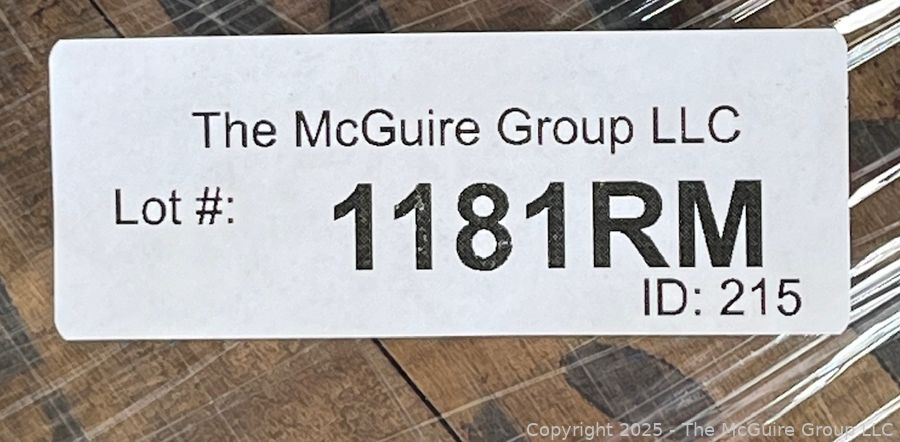 The McGuire Group LLC
Lot #: 1181RM
ID: 215
Copyright 2025 - The McGuire Group LLC